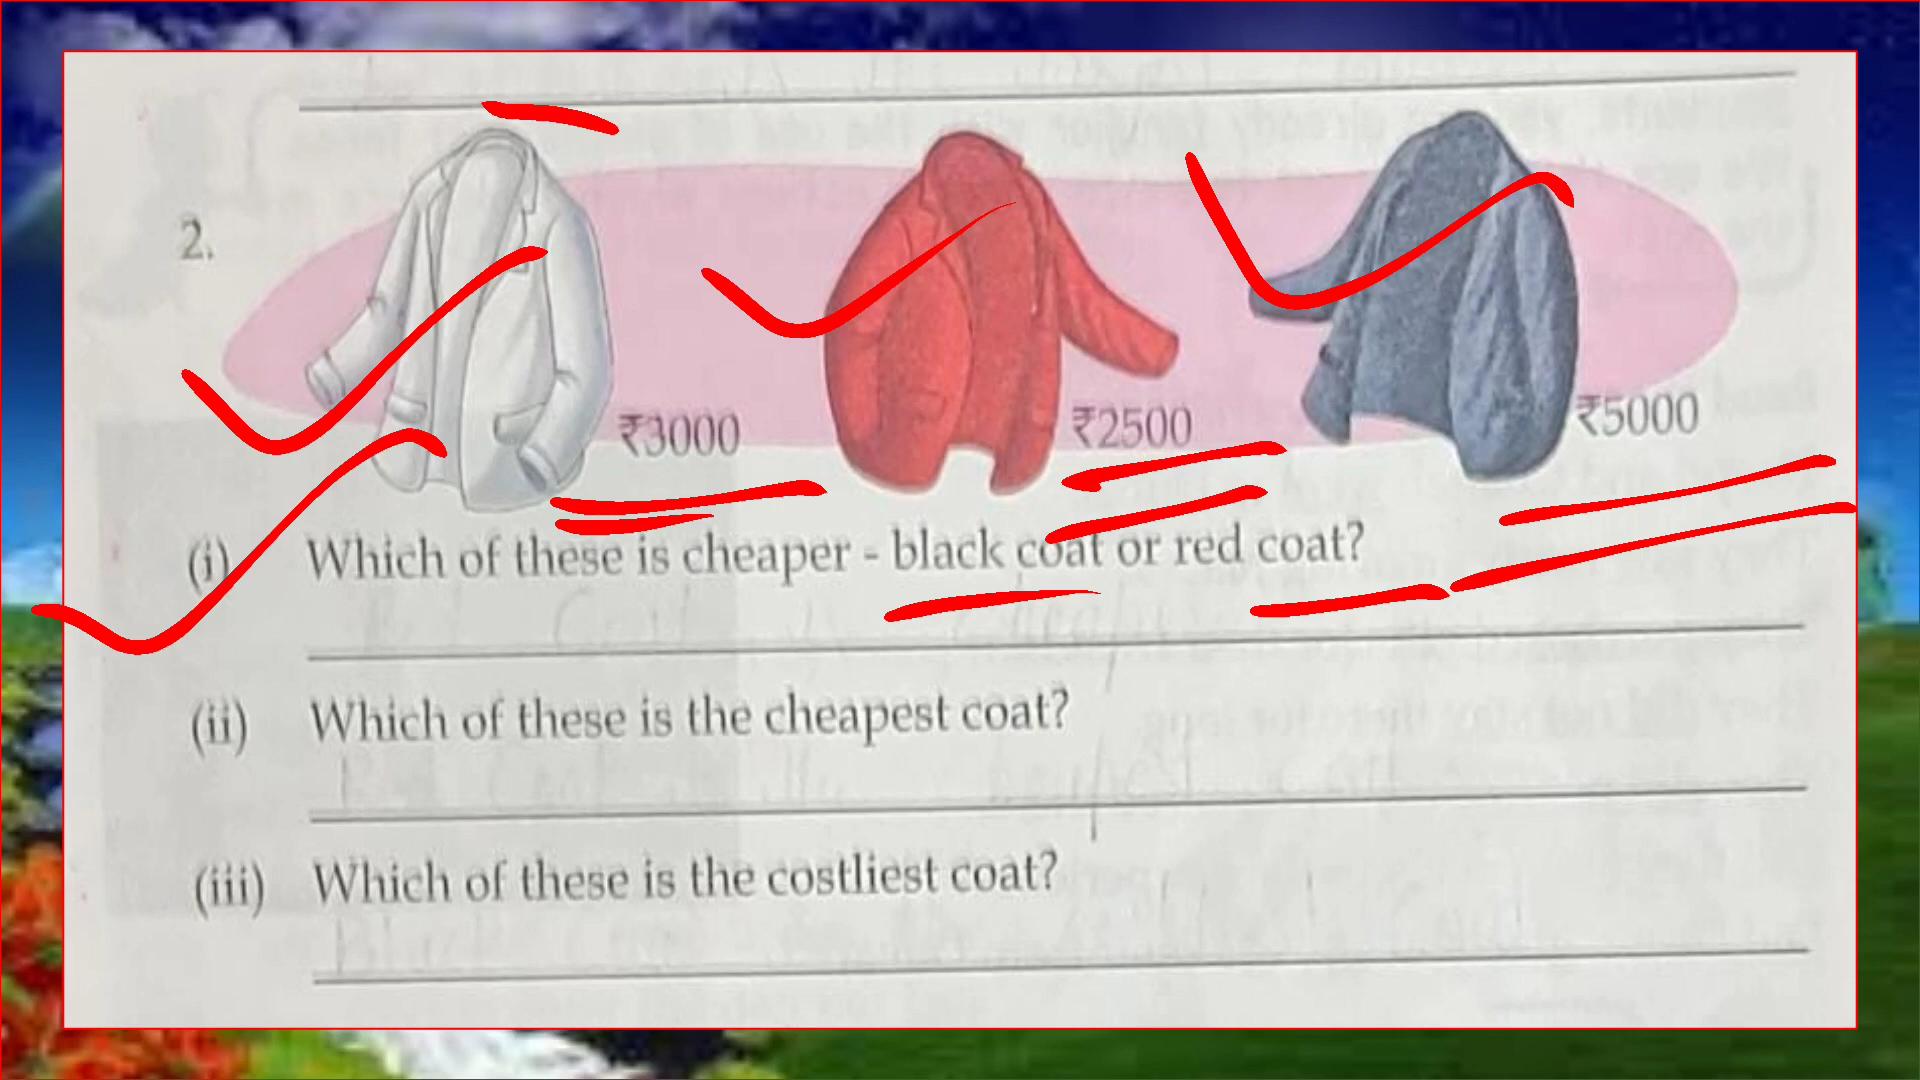 2.
₹3000 ₹2500 ₹5000
(i) Which of these is cheaper - black coat or red coat?
(ii) Which of these is the cheapest coat?
(iii) Which of these is the costliest coat?